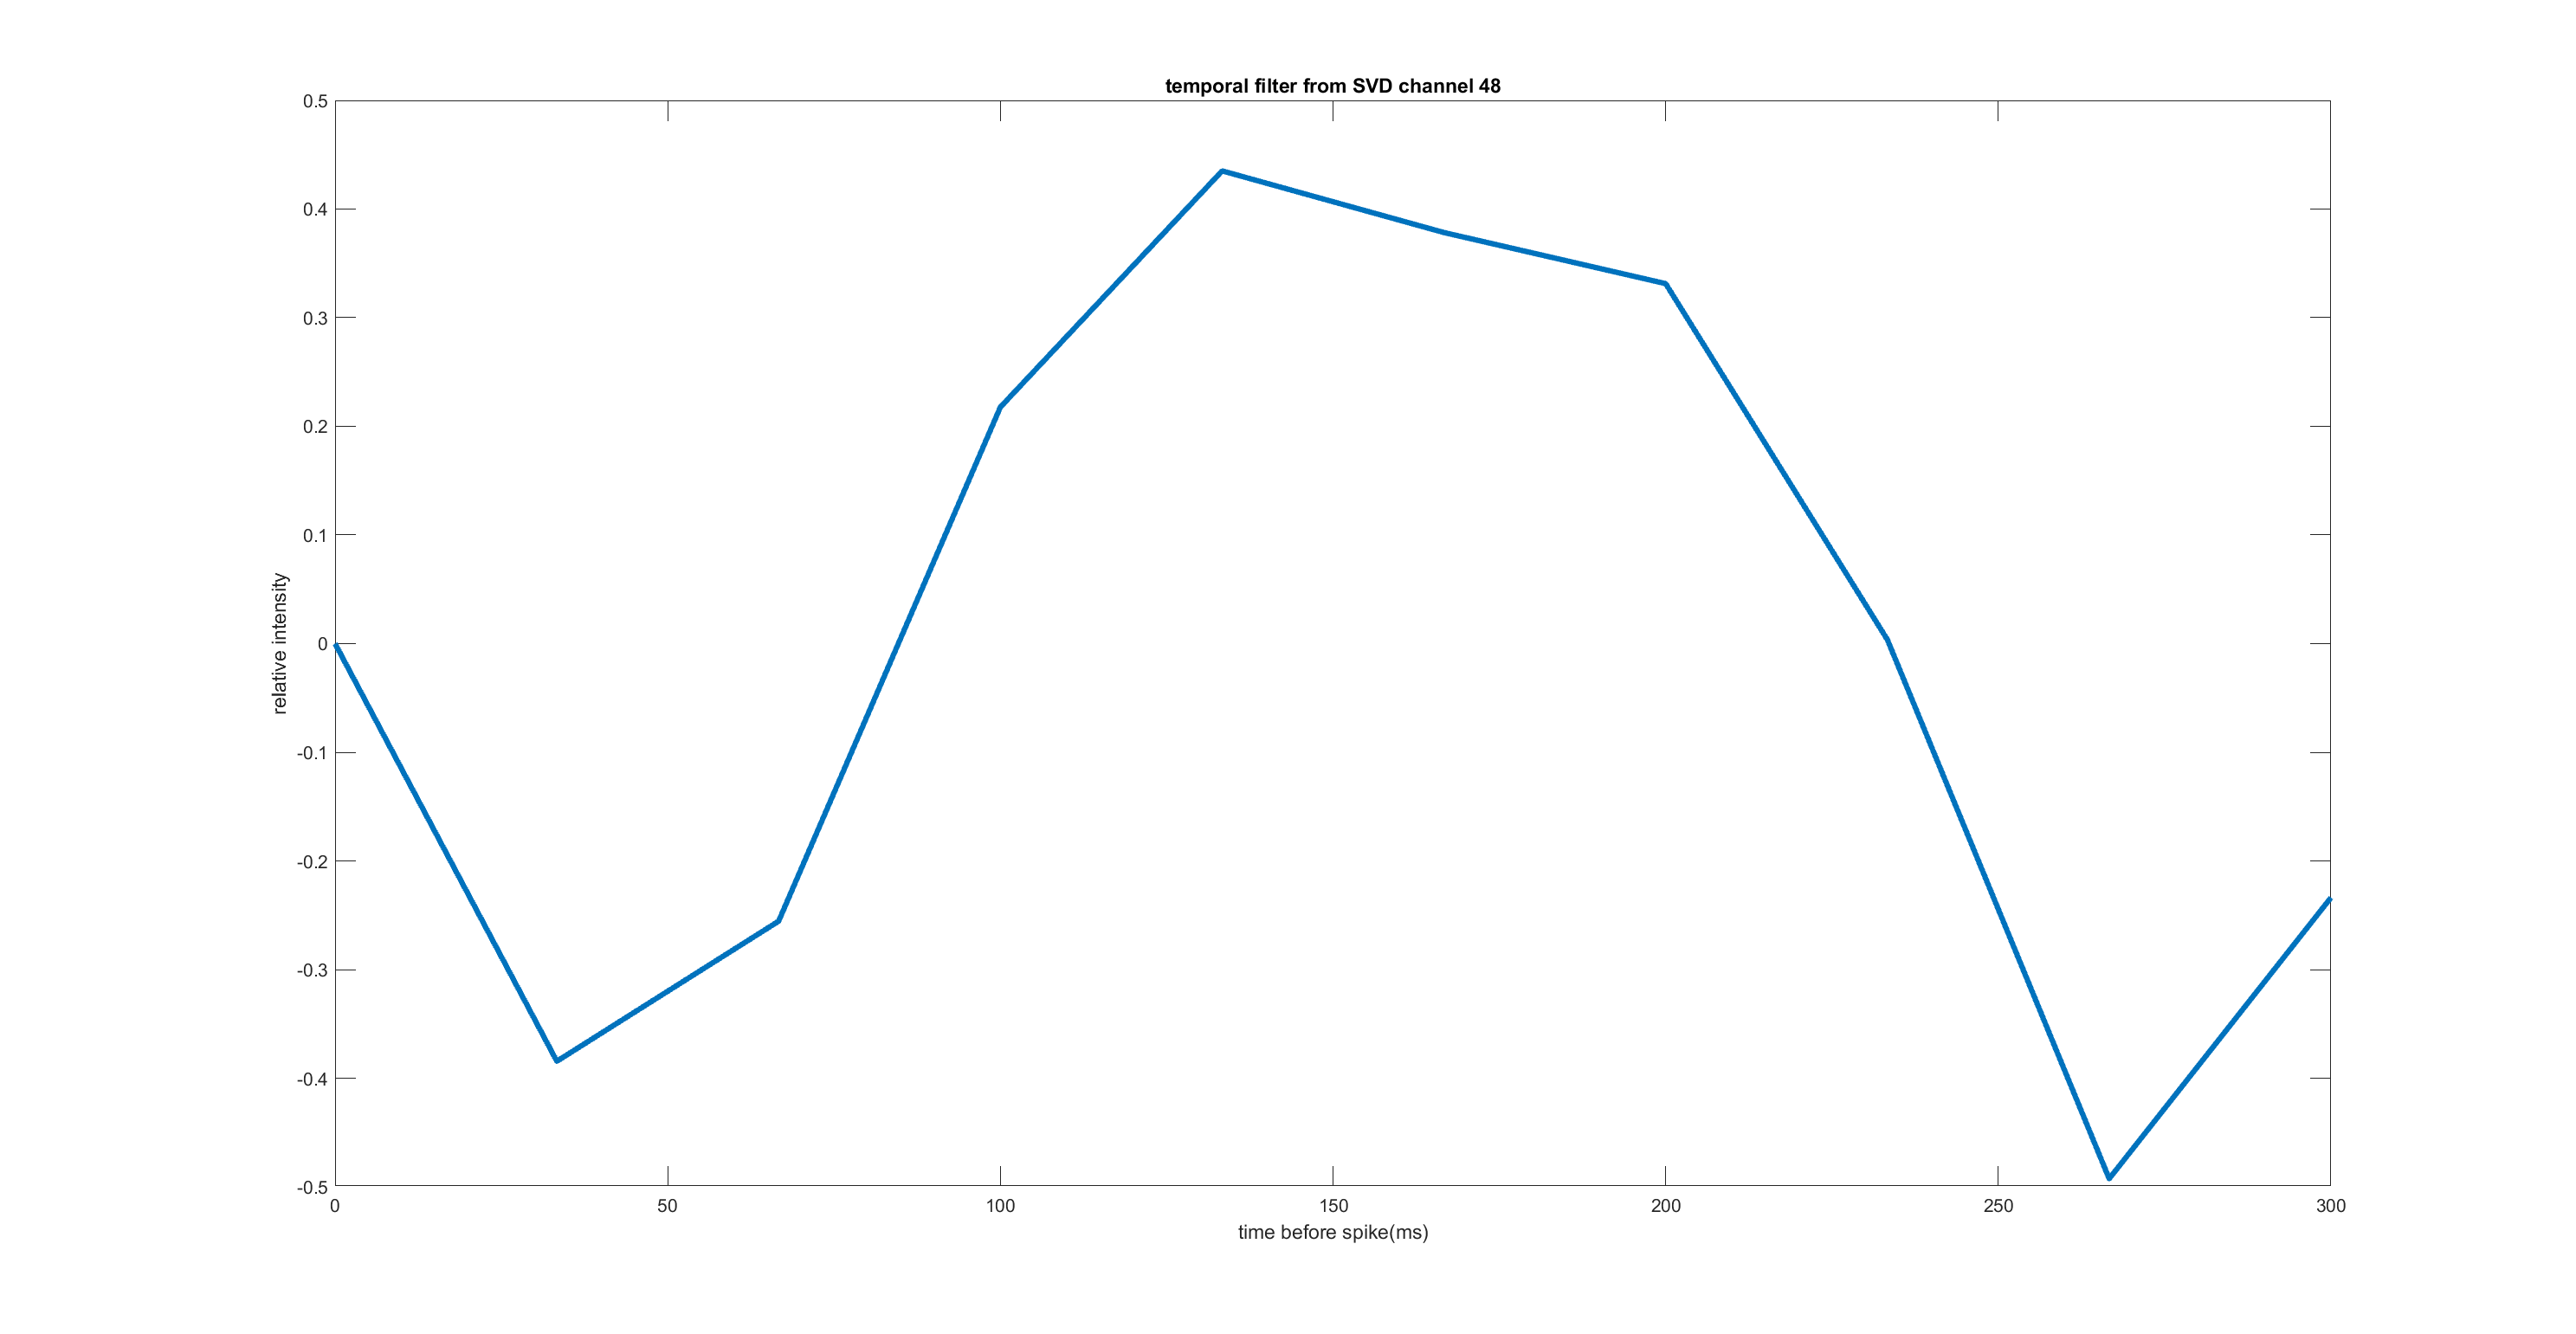 temporal filter from SVD channel 48
0.5
0.4
0.3
0.2
0.1
0
-0.1
-0.2
-0.3
-0.4
-0.5
relative intensity
0 50 100 150 200 250 300
time before spike(ms)